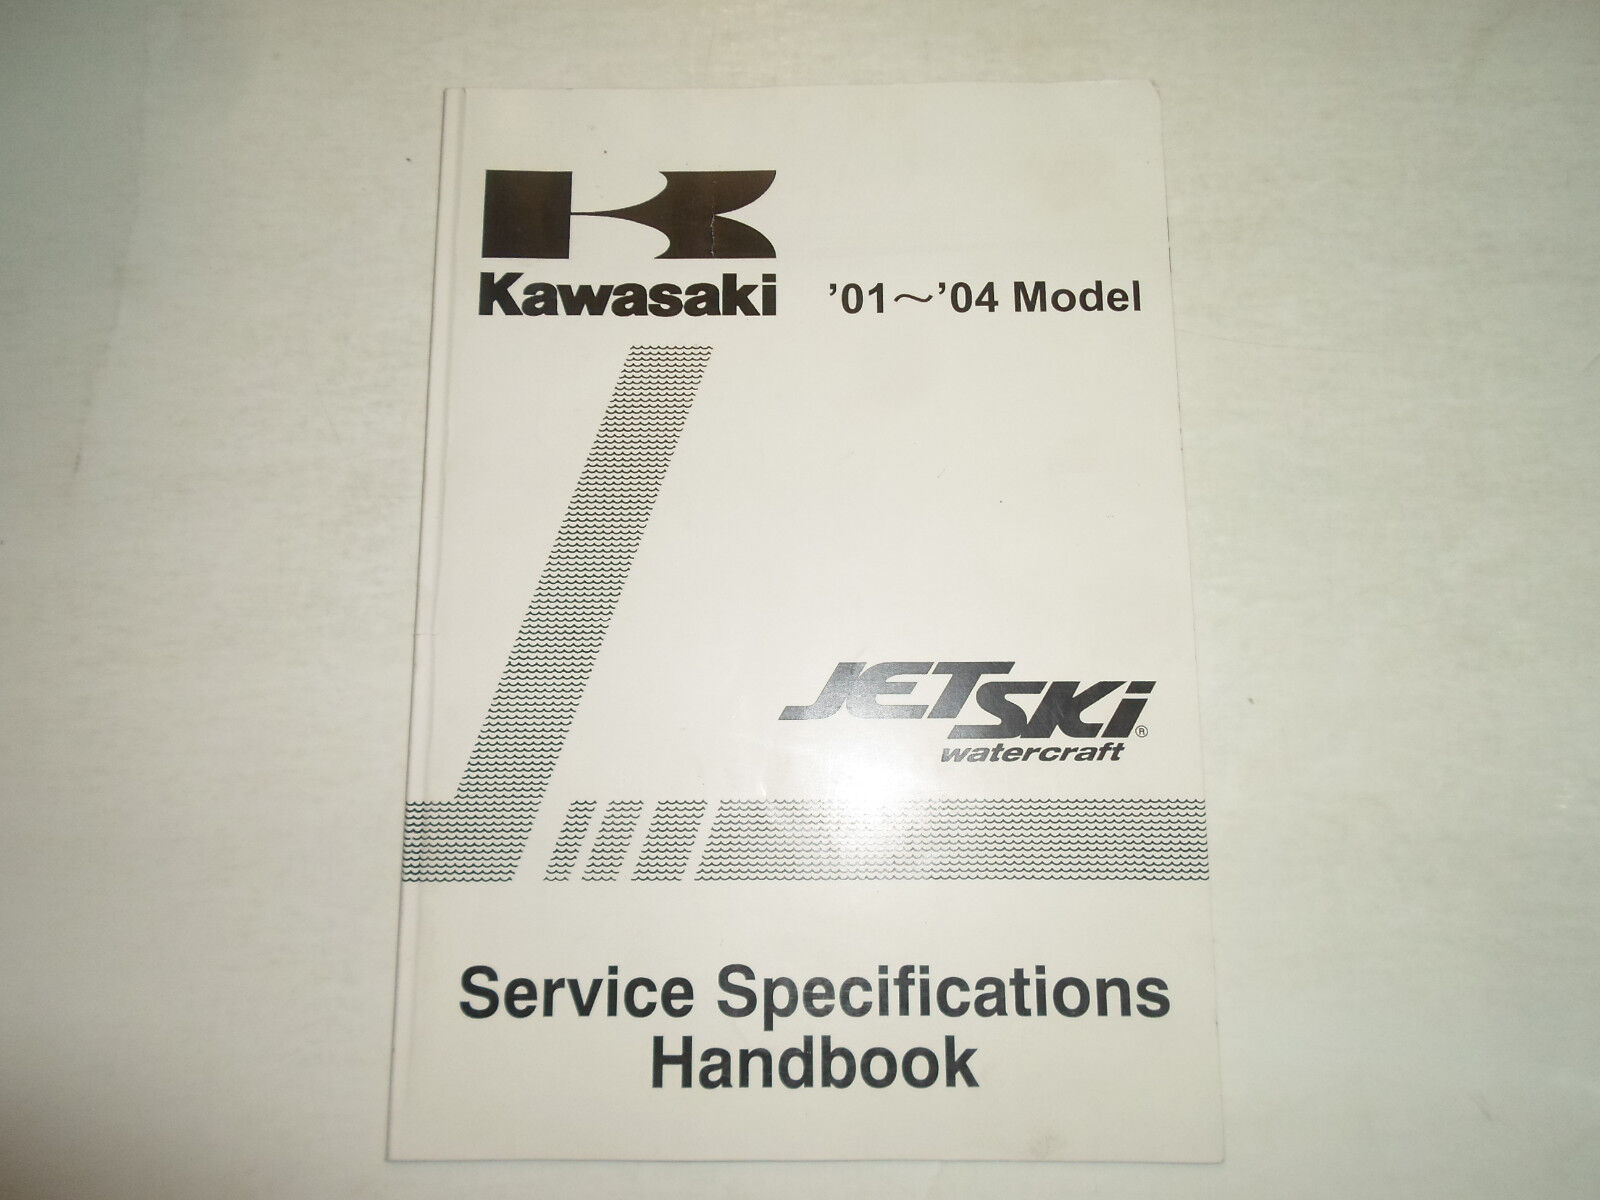 Kawasaki
’01～’04 Model
JETSKi®
watercraft
Service Specifications
Handbook